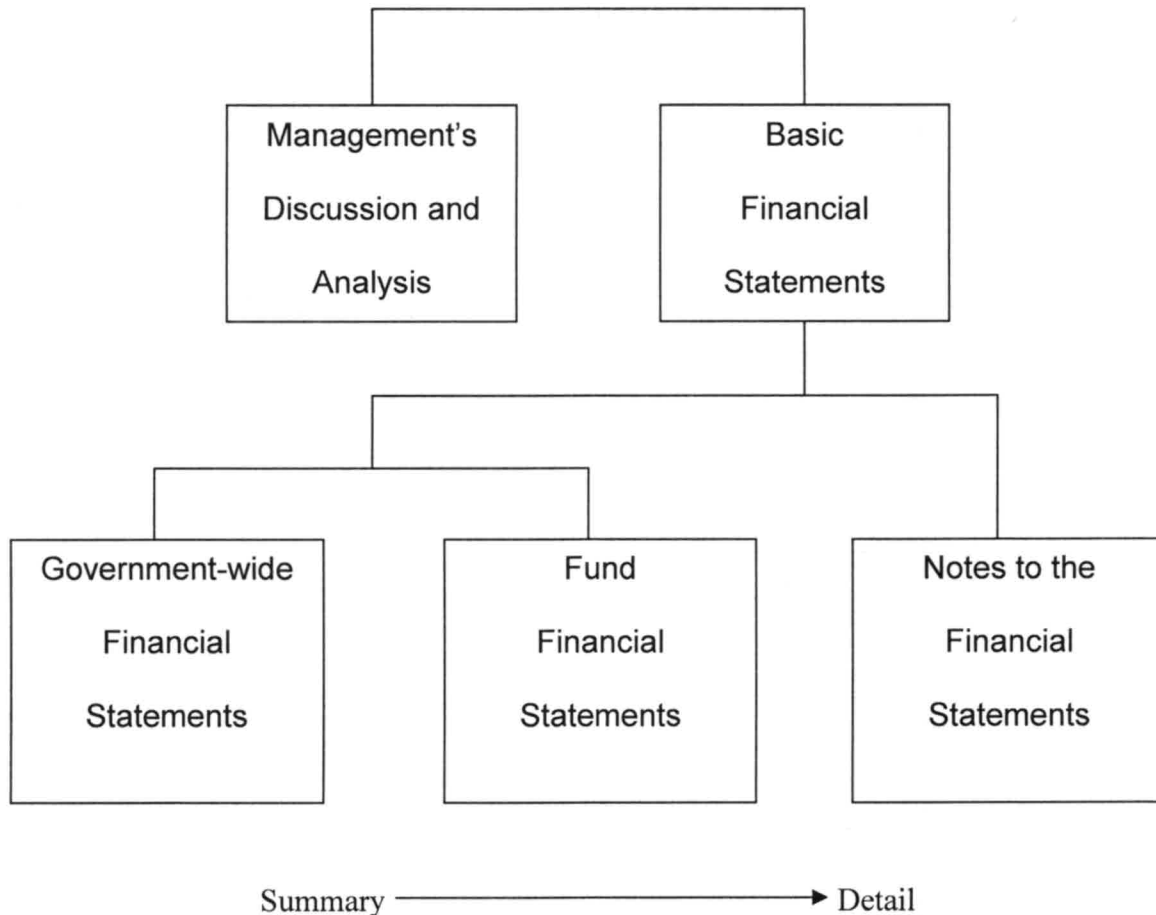 Management’s
Discussion and
Analysis
Basic
Financial
Statements
Government-wide
Financial
Statements
Fund
Financial
Statements
Notes to the
Financial
Statements
Summary
Detail